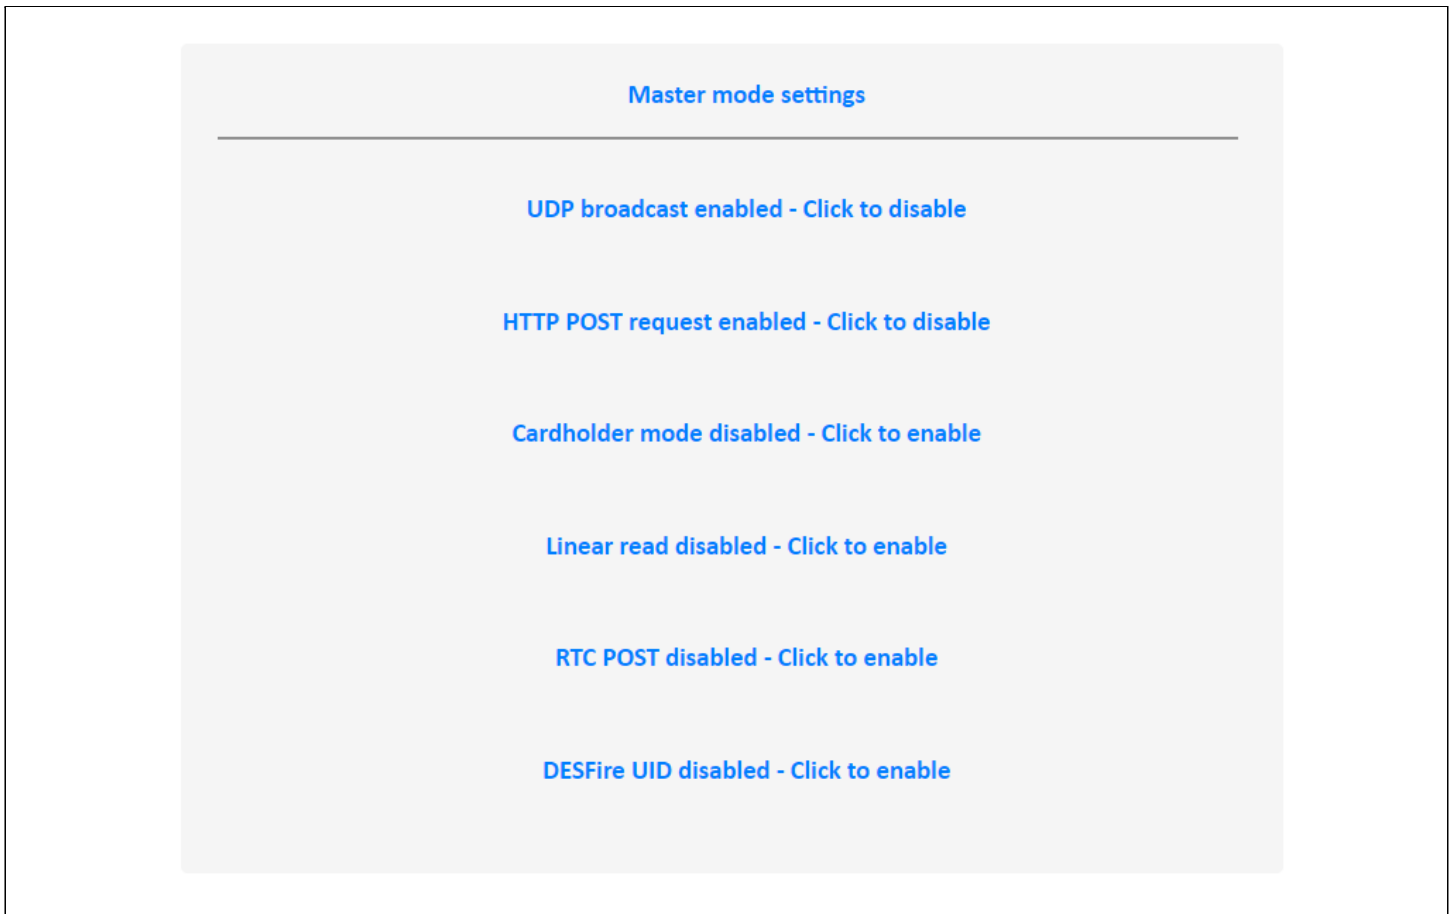 Master mode settings
UDP broadcast enabled - Click to disable
HTTP POST request enabled - Click to disable
Cardholder mode disabled - Click to enable
Linear read disabled - Click to enable
RTC POST disabled - Click to enable
DESFire UID disabled - Click to enable